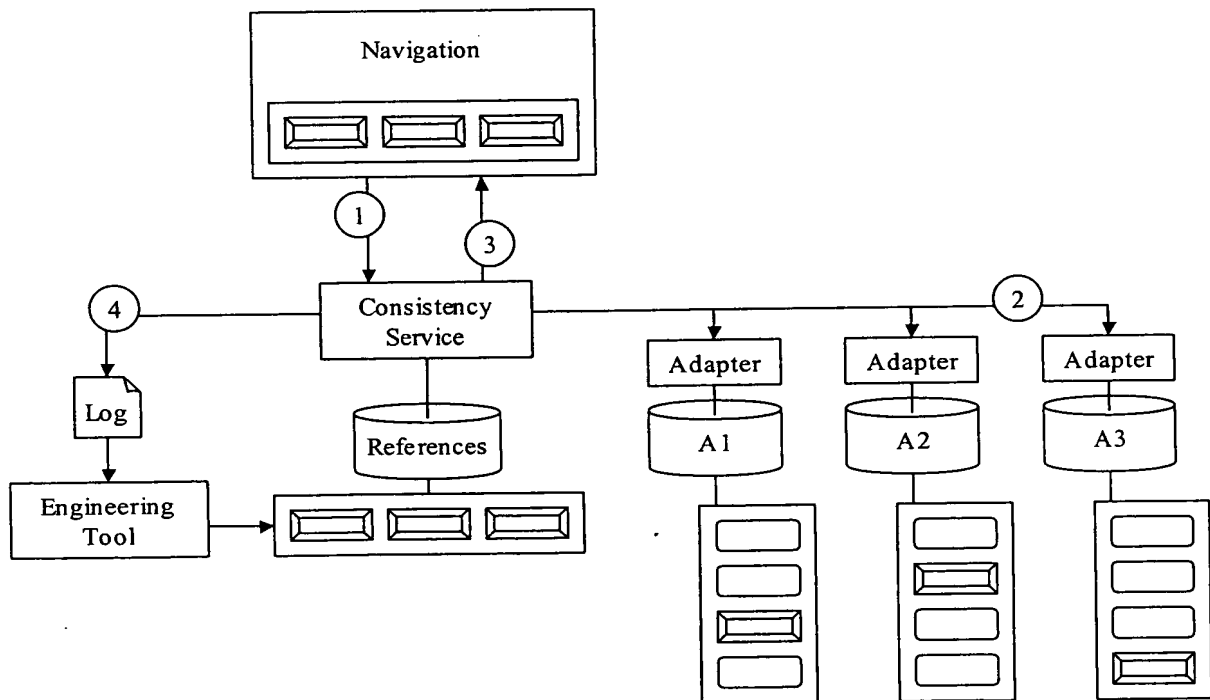 Navigation
1
3
Consistency
Service
4
2
Adapter
Adapter
Adapter
Log
References
A1
A2
A3
Engineering
Tool